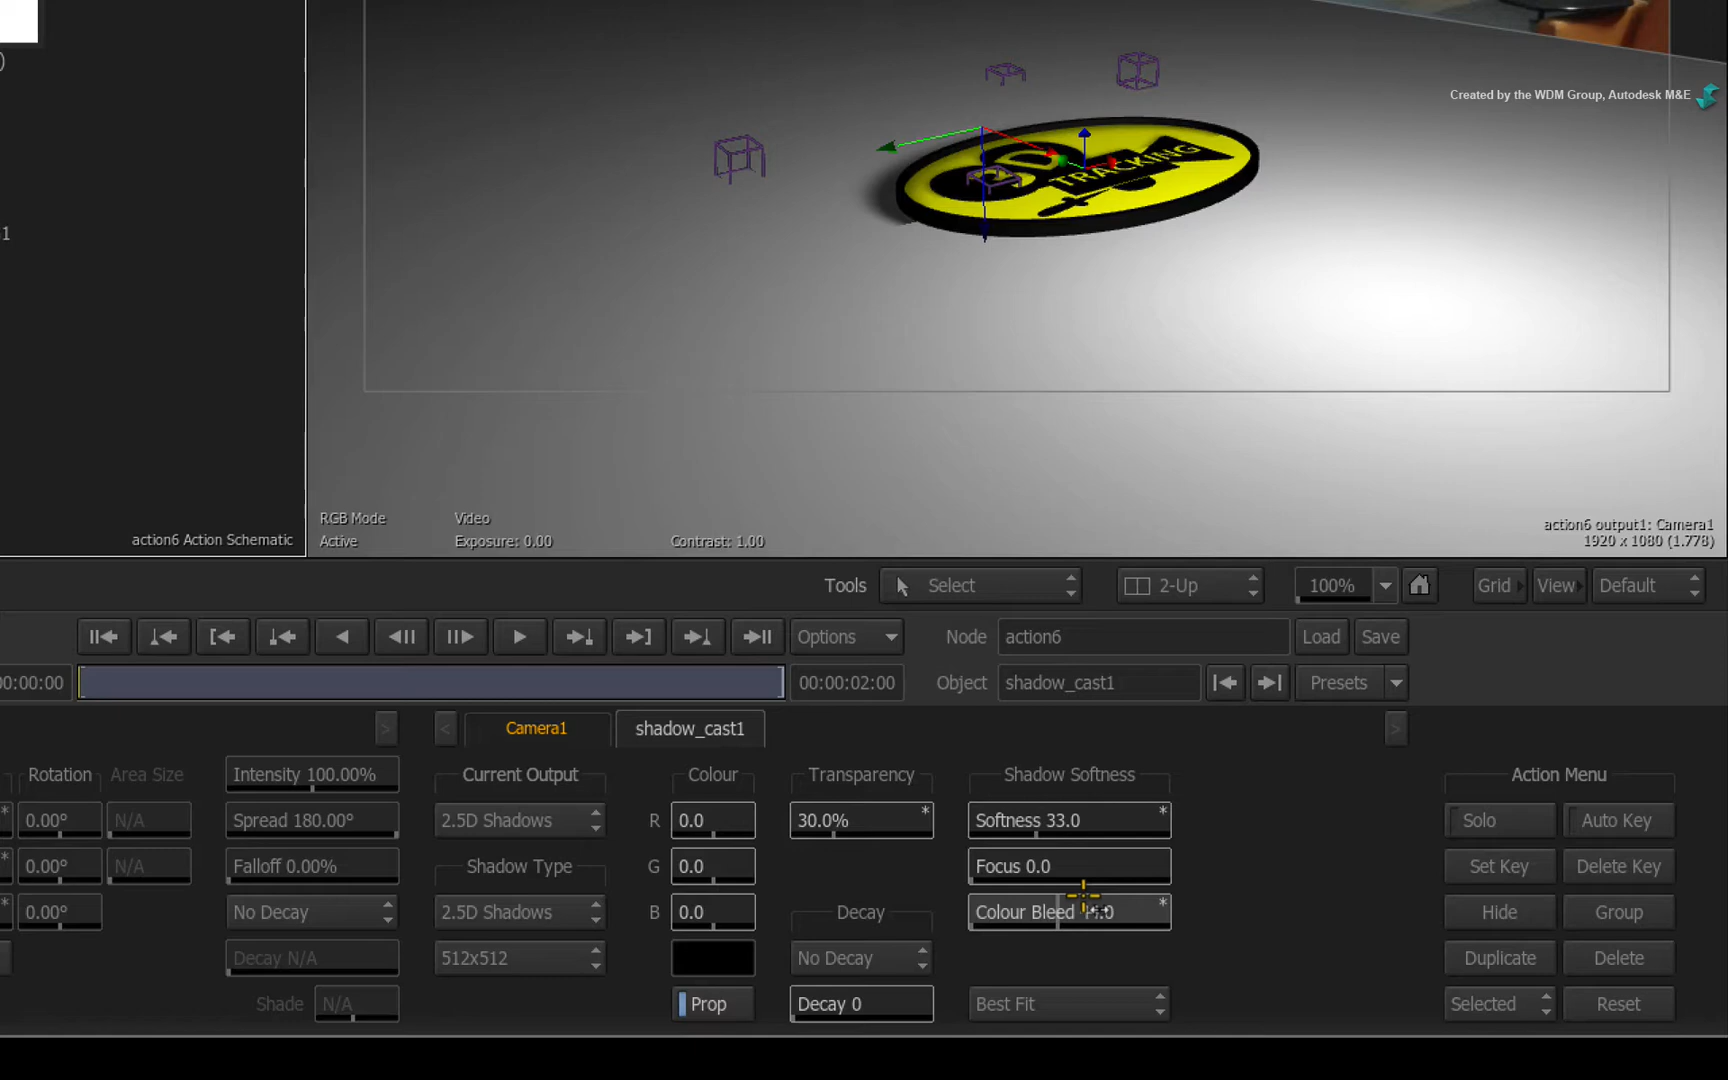 )
Created by the WDM Group, Autodesk M&E
3D
TRACKING
1
RGB Mode
Video
Active
Exposure: 0.00
Contrast: 1.00
action6 Action Schematic
action6 output1: Camera1
1920 x 1080 (1.778)
Tools
Select
2-Up
100%
Grid
View
Default
Options
Node
action6
Load
Save
00:00:00
00:00:02:00
Object
shadow_cast1
Presets
>
<
Camera1
shadow_cast1
>
Rotation
Area Size
Intensity 100.00%
Current Output
Colour
Transparency
Shadow Softness
Action Menu
*
0.00°
N/A
Spread 180.00°
2.5D Shadows
R
0.0
30.0%
*
Softness 33.0
*
Solo
Auto Key
*
0.00°
N/A
Falloff 0.00%
Shadow Type
G
0.0
Focus 0.0
Set Key
Delete Key
0.00°
No Decay
2.5D Shadows
B
0.0
Decay
Colour Bleed
*
Hide
Group
Decay N/A
512x512
No Decay
Duplicate
Delete
Shade
N/A
Prop
Decay 0
Best Fit
Selected
Reset